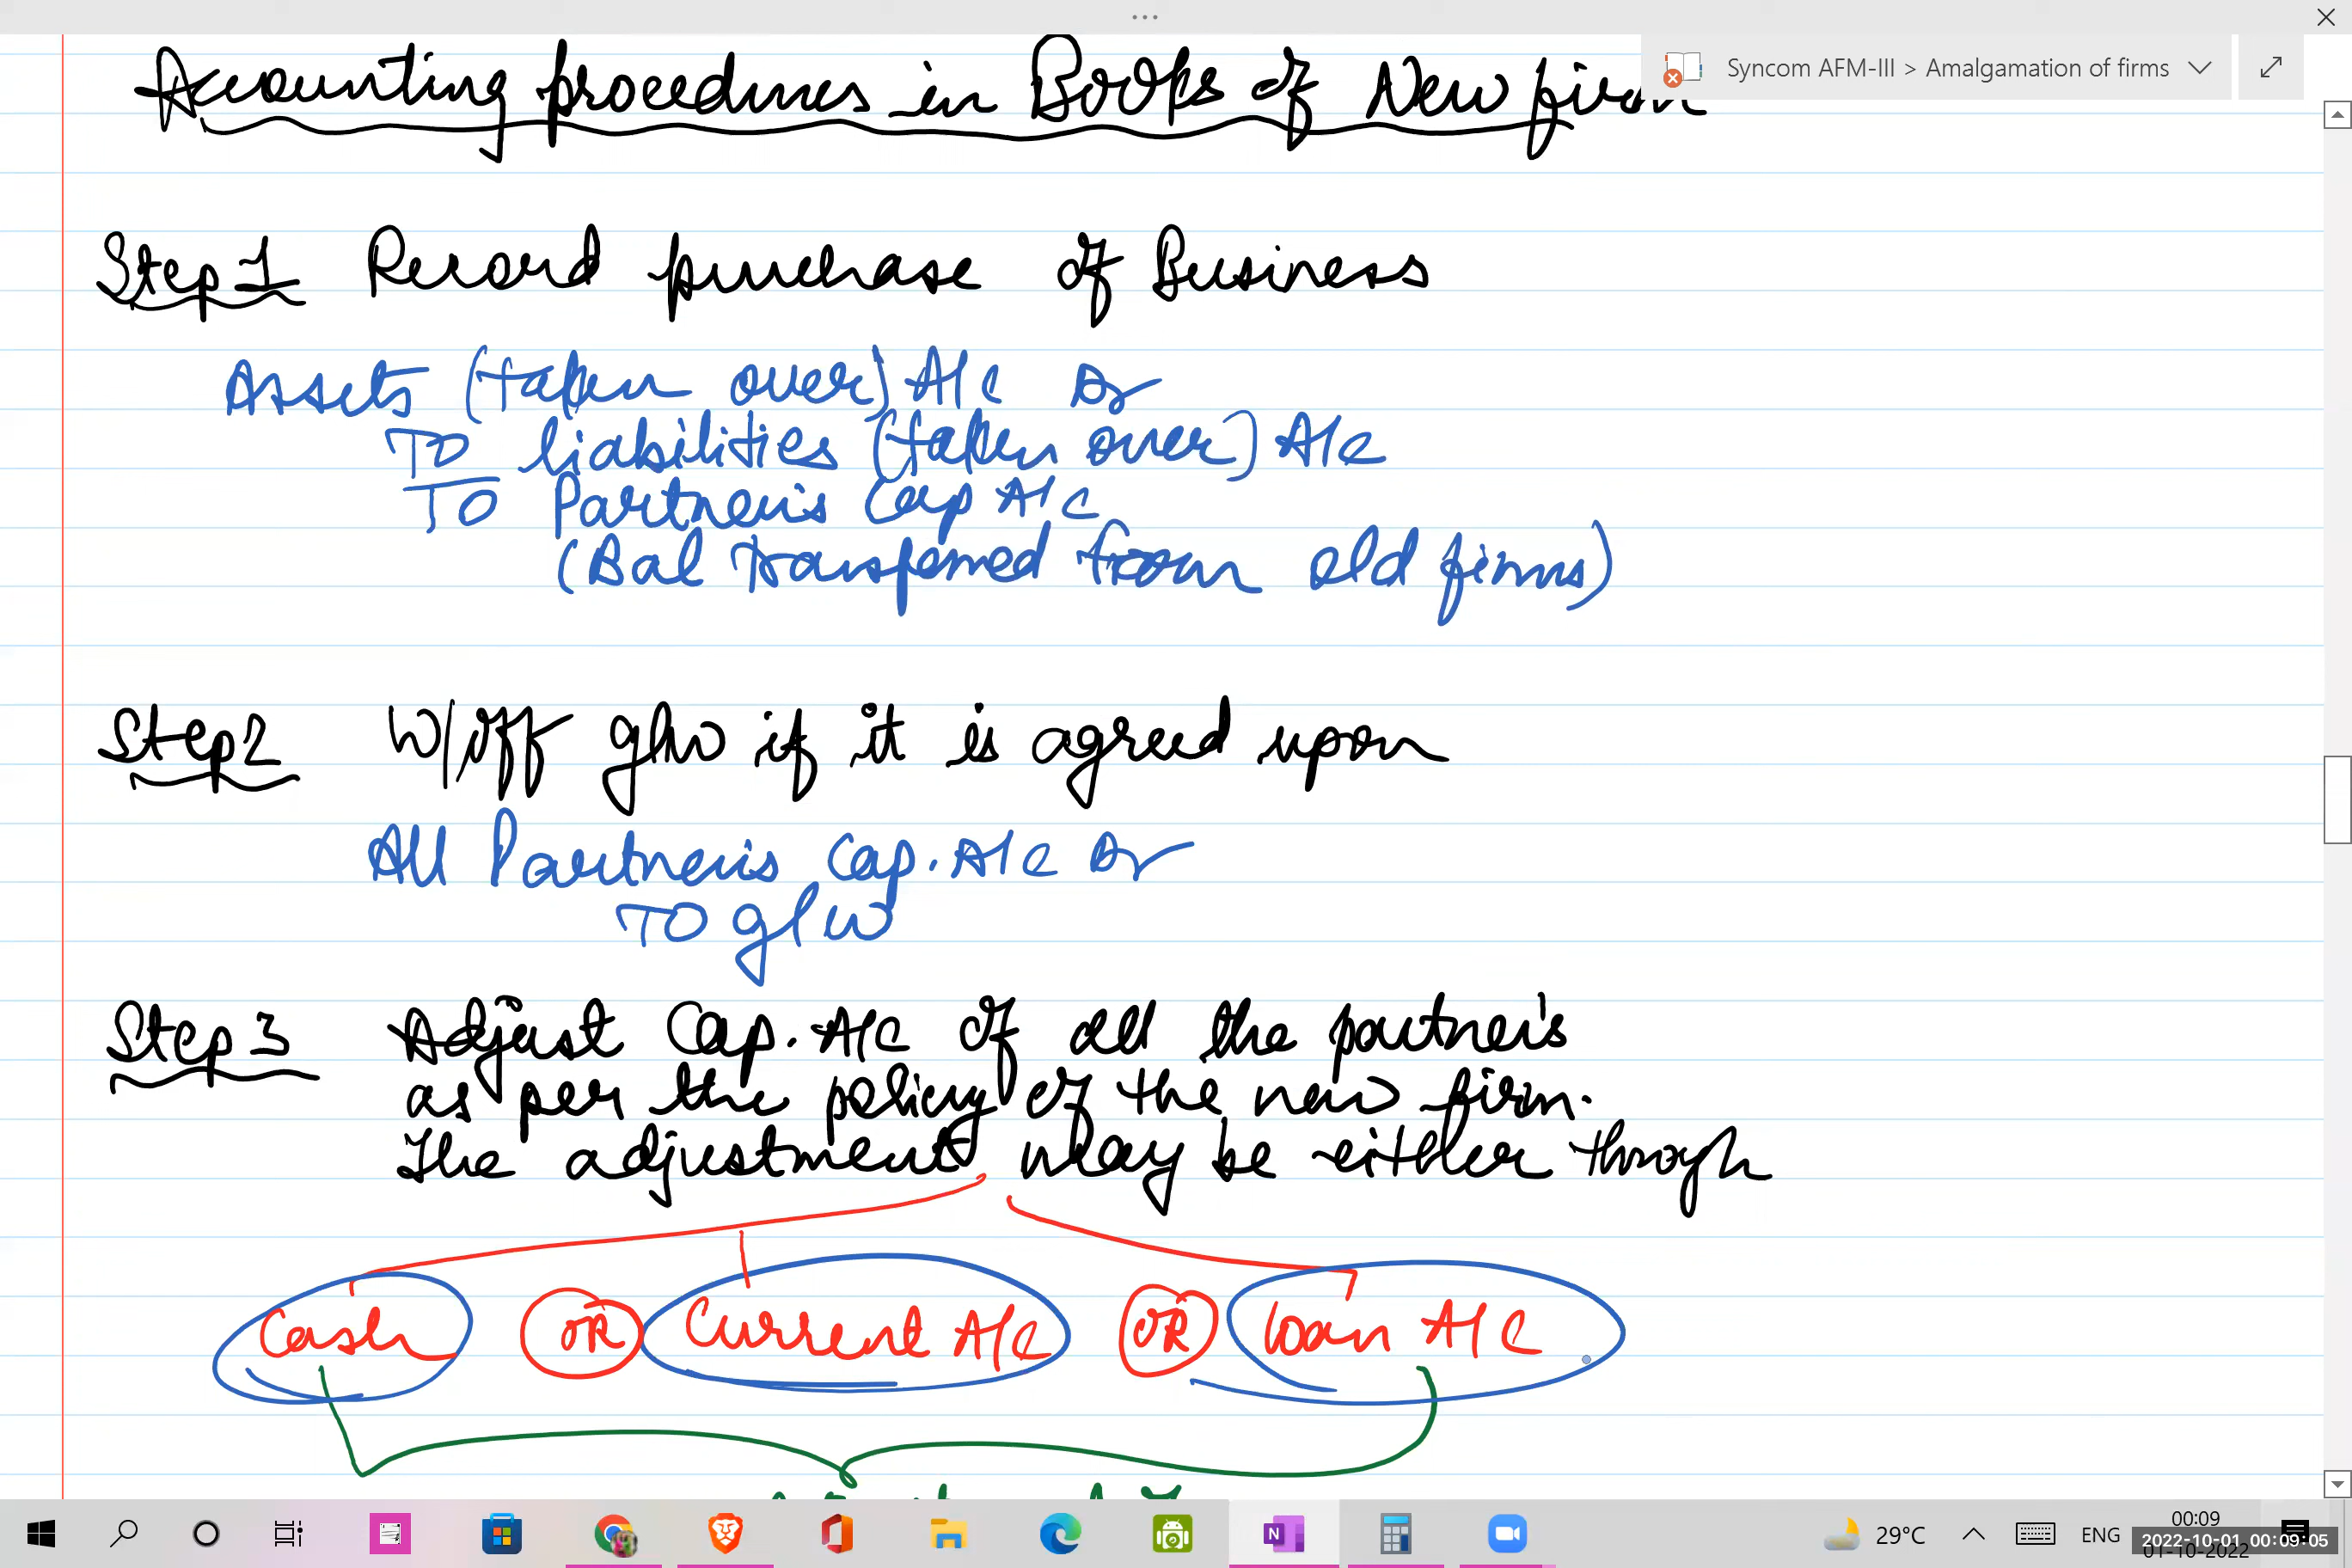 Syncom AFM-III > Amalgamation of firms
Accounting procedures in Books of New firm
Step 1 Record purchase of Business
Assets (taken over) A/c Dr
To liabilities (taken over) A/c
To Partner's Cap A/c
(Bal transferred from old firms)
Step 2 W/off g/w if it is agreed upon
All Partner's Cap. A/c Dr
To g/w
Step 3 Adjust Cap. A/c of all the partner's
as per the policy of the new firm.
The adjustment may be either throgh
Cash OR Current A/c OR loan A/c
29°C
ENG
00:09
01-10-2022
2022-10-01 00:09:05